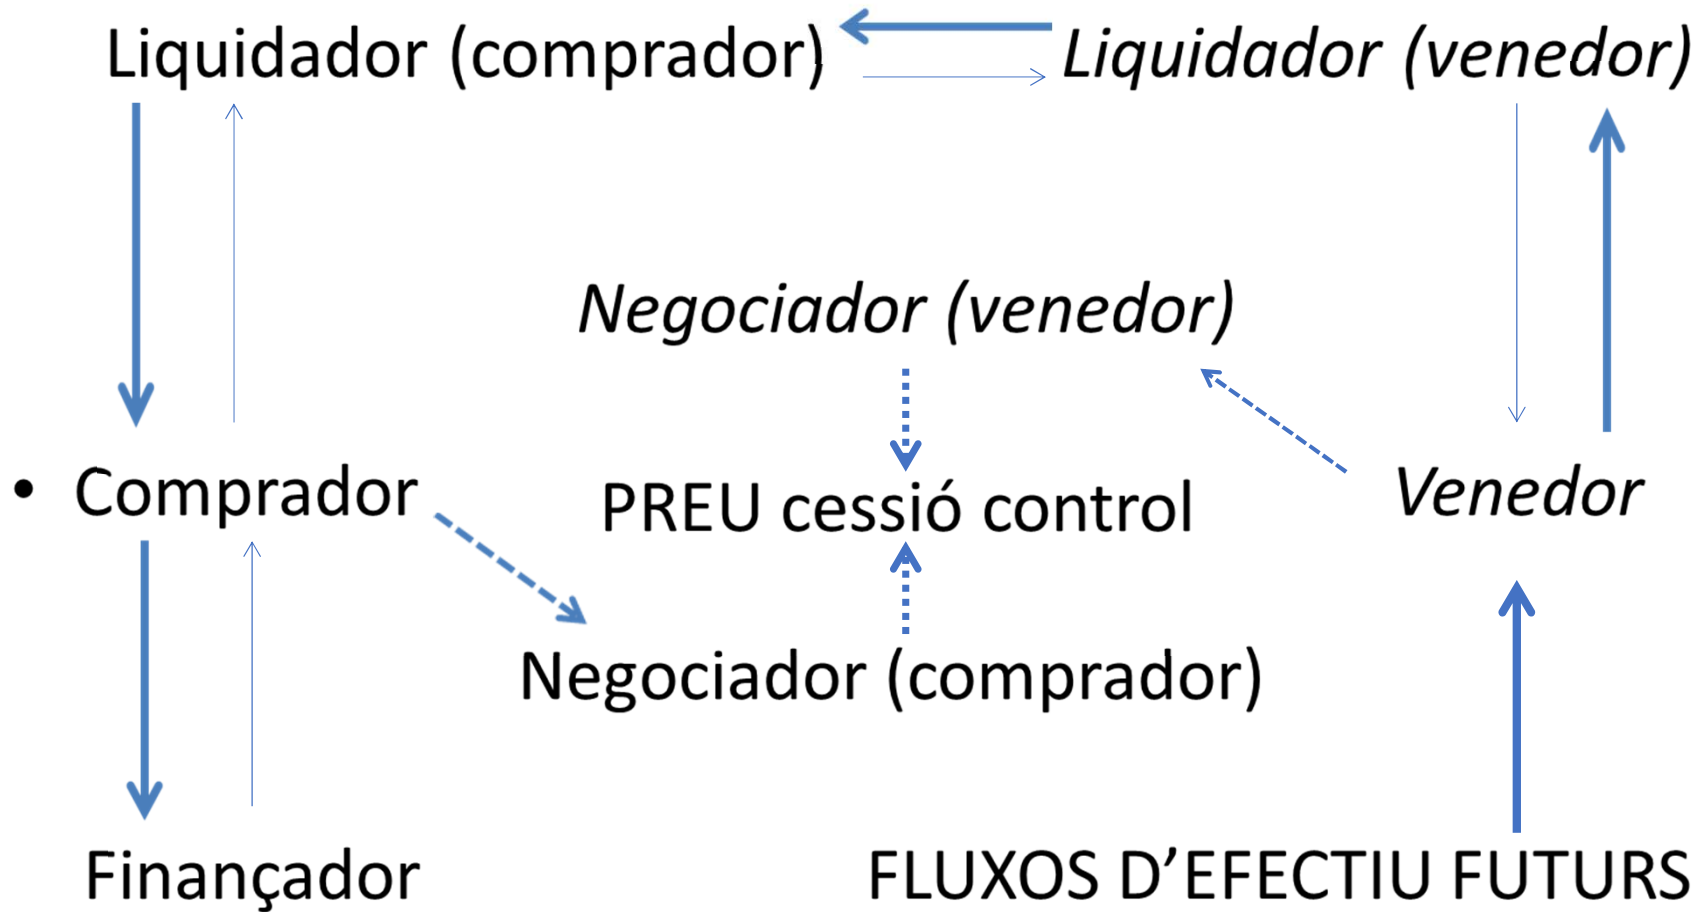 Liquidador (comprador)
Liquidador (venedor)
Negociador (venedor)
• Comprador
PREU cessió control
Venedor
Negociador (comprador)
Finançador
FLUXOS D’EFECTIU FUTURS